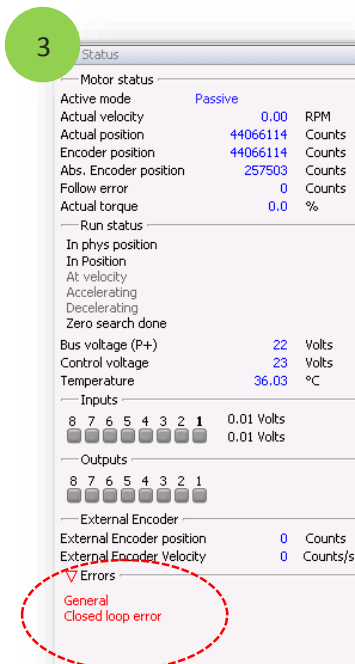 3
Status
Motor status
Active mode Passive
Actual velocity 0.00 RPM
Actual position 44066114 Counts
Encoder position 44066114 Counts
Abs. Encoder position 257503 Counts
Follow error 0 Counts
Actual torque 0.0 %
Run status
In phys position
In Position
At velocity
Accelerating
Decelerating
Zero search done
Bus voltage (P+) 22 Volts
Control voltage 23 Volts
Temperature 36.03 °C
Inputs
8 7 6 5 4 3 2 1 0.01 Volts
0.01 Volts
Outputs
8 7 6 5 4 3 2 1
External Encoder
External Encoder position 0 Counts
External Encoder Velocity 0 Counts/s
Errors
General
Closed loop error